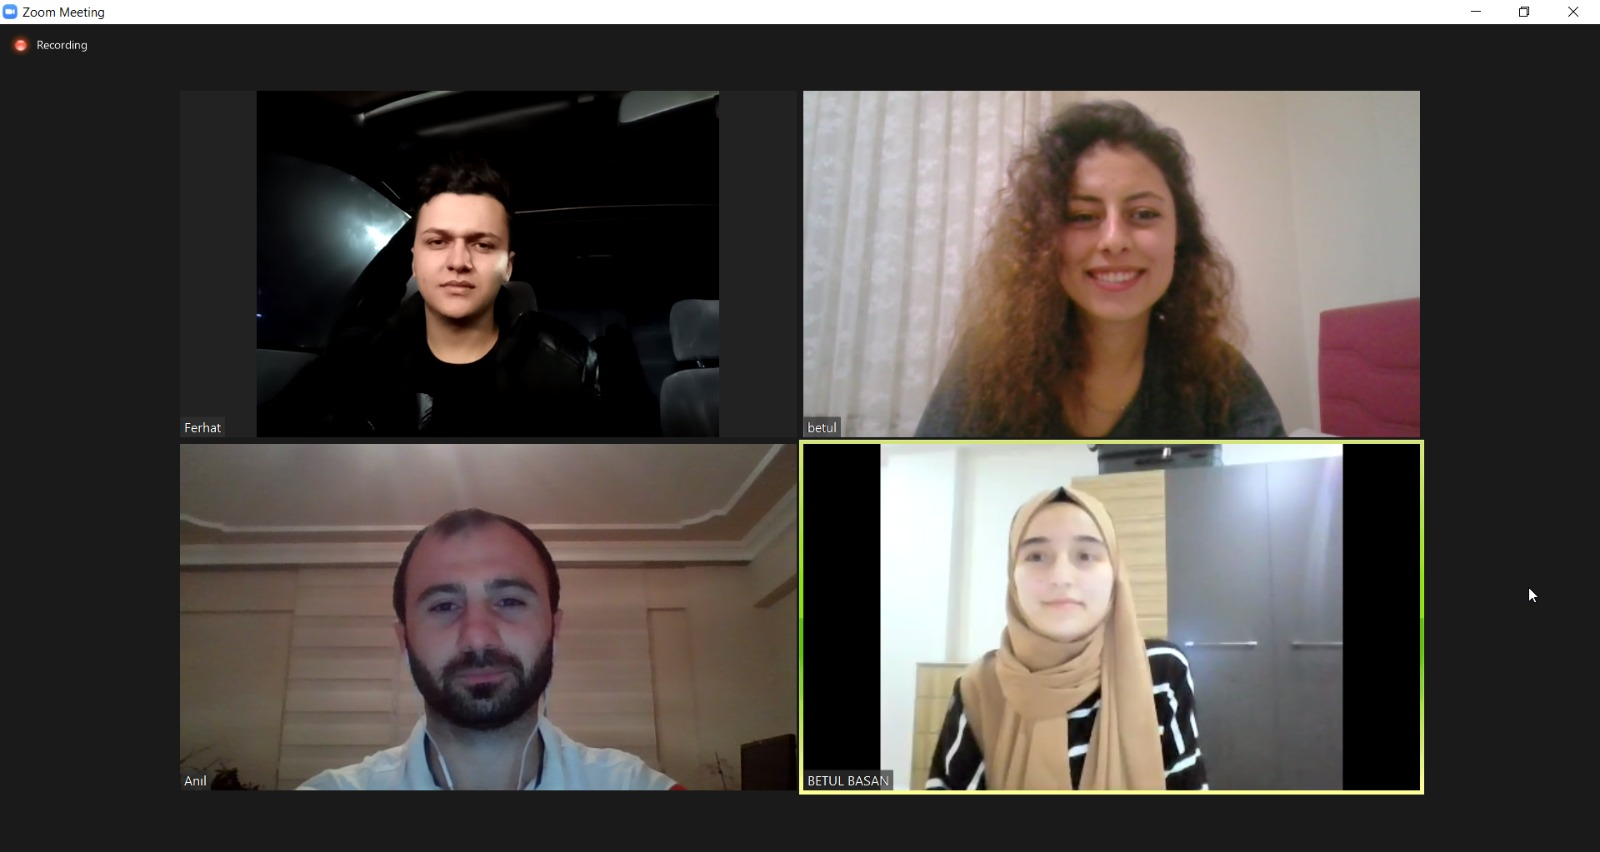 Zoom Meeting
Recording
Ferhat
betul
Anıl
BETUL BASAN